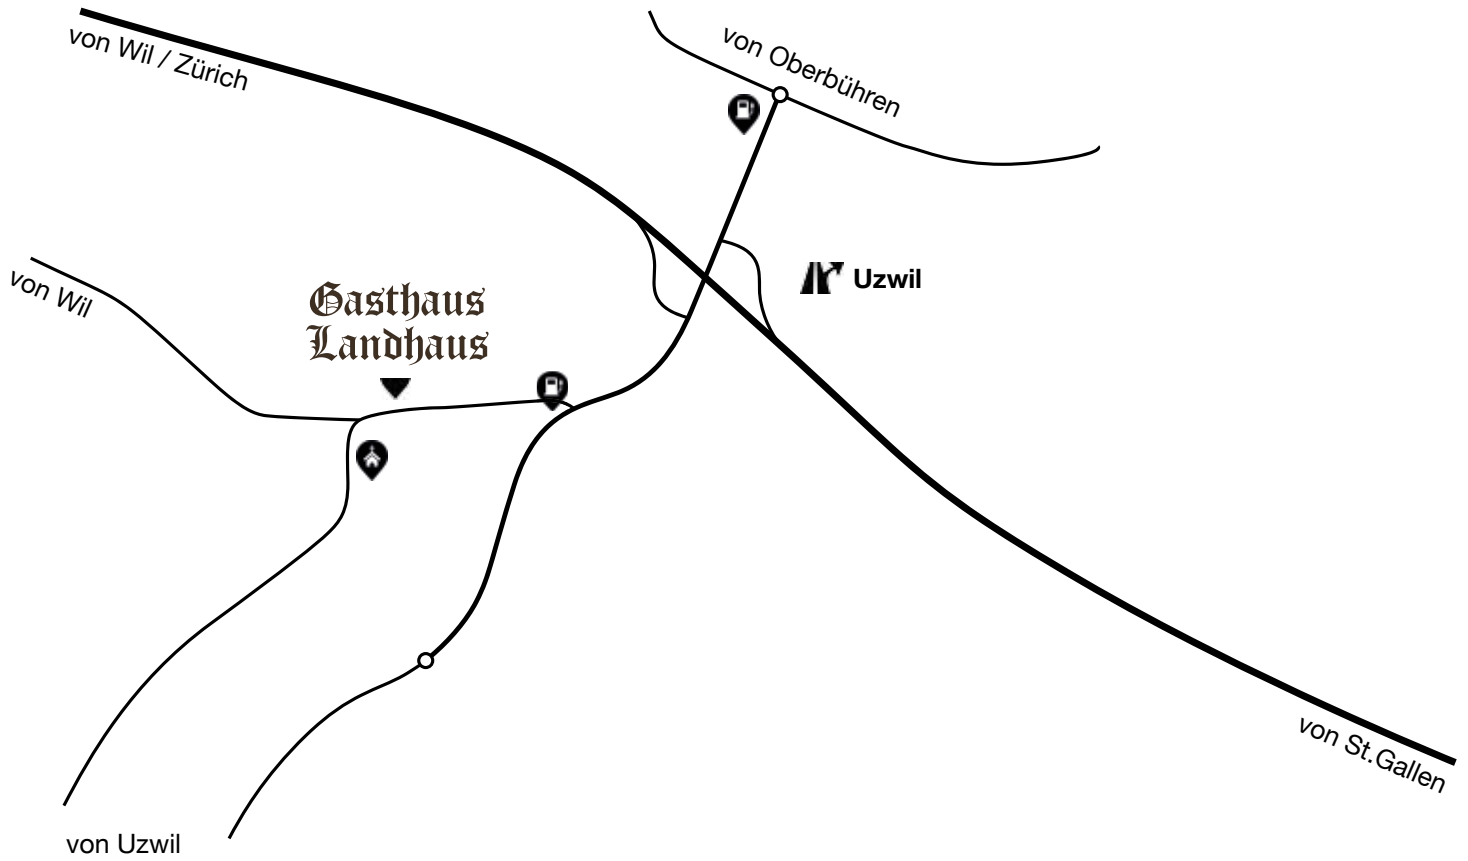 von Wil / Zürich
von Oberbühren
von Wil
Gasthaus
Landhaus
Uzwil
von St.Gallen
von Uzwil